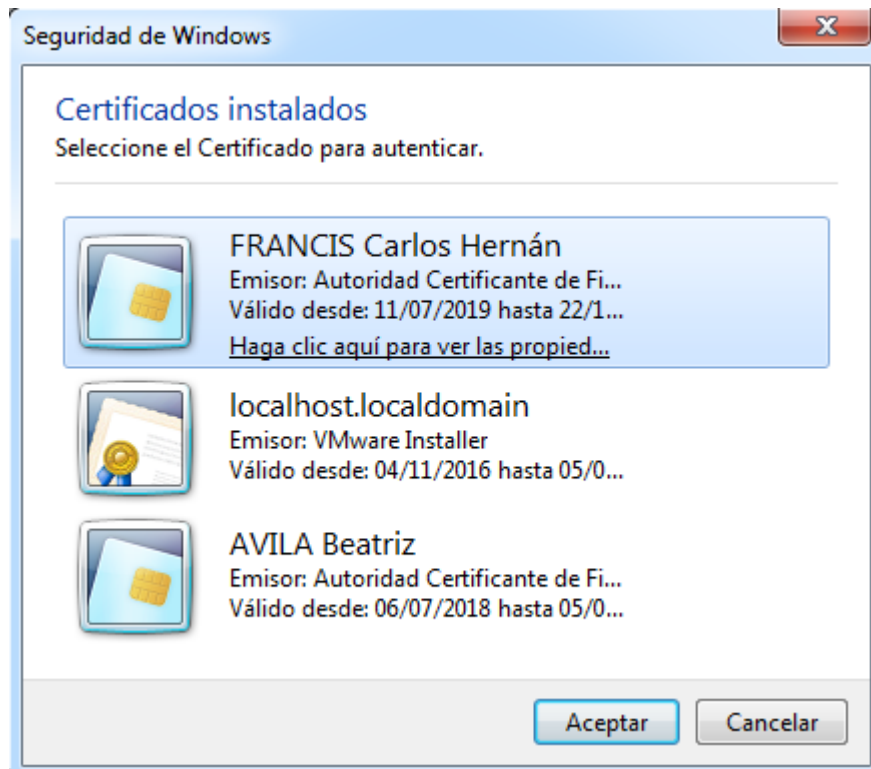 Seguridad de Windows
Certificados instalados
Seleccione el Certificado para autenticar.
FRANCIS Carlos Hernán
Emisor: Autoridad Certificante de Fi...
Válido desde: 11/07/2019 hasta 22/1...
Haga clic aquí para ver las propied...
localhost.localdomain
Emisor: VMware Installer
Válido desde: 04/11/2016 hasta 05/0...
AVILA Beatriz
Emisor: Autoridad Certificante de Fi...
Válido desde: 06/07/2018 hasta 05/0...
Aceptar Cancelar